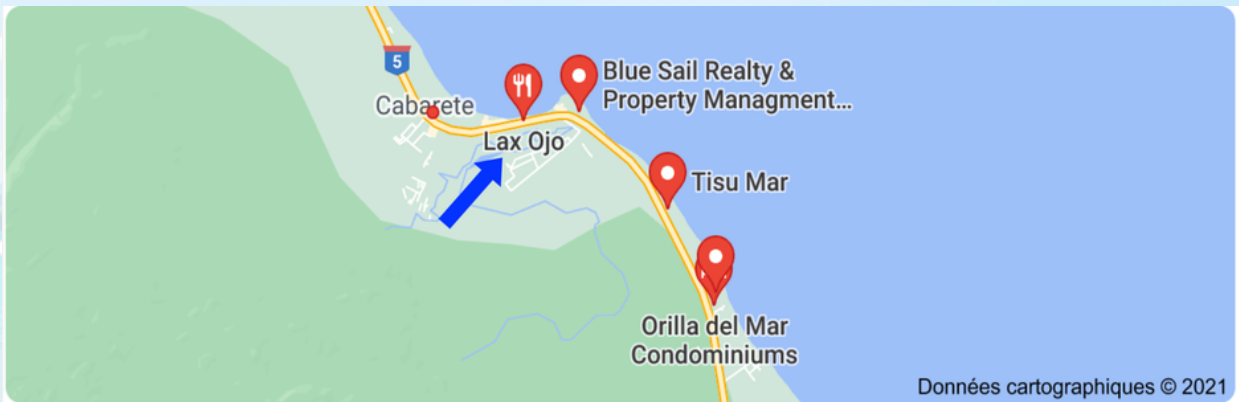 5
Cabarete
Blue Sail Realty &
Property Managment...
Lax Ojo
Tisu Mar
Orilla del Mar
Condominiums
Données cartographiques © 2021